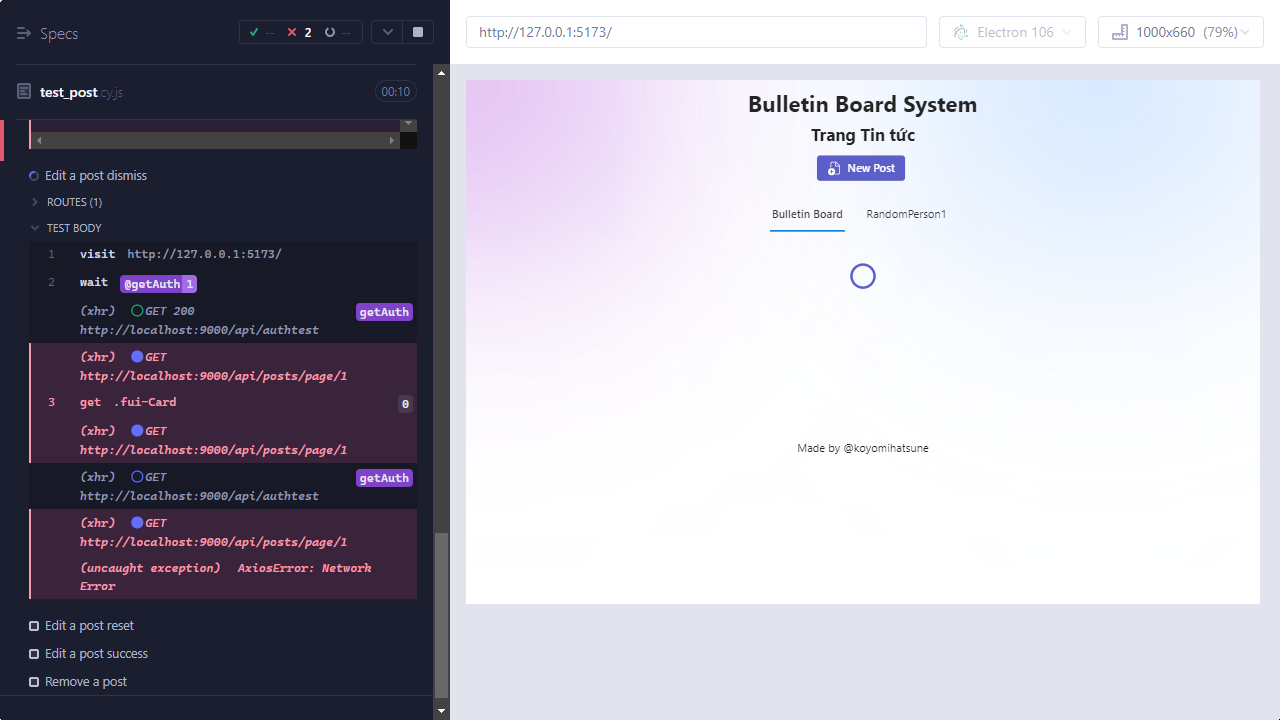 Specs
-- 2 --
test_post.cy.js
00:10
Edit a post dismiss
ROUTES (1)
TEST BODY
1 visit http://127.0.0.1:5173/
2 wait @getAuth 1
(xhr) GET 200 getAuth
http://localhost:9000/api/authtest
(xhr) GET
http://localhost:9000/api/posts/page/1
3 get .fui-Card 0
(xhr) GET
http://localhost:9000/api/posts/page/1
(xhr) GET getAuth
http://localhost:9000/api/authtest
(xhr) GET
http://localhost:9000/api/posts/page/1
(uncaught exception) AxiosError: Network
Error
Edit a post reset
Edit a post success
Remove a post
http://127.0.0.1:5173/
Electron 106
1000x660 (79%)
Bulletin Board System
Trang Tin tức
New Post
Bulletin Board RandomPerson1
Made by @koyomihatsune